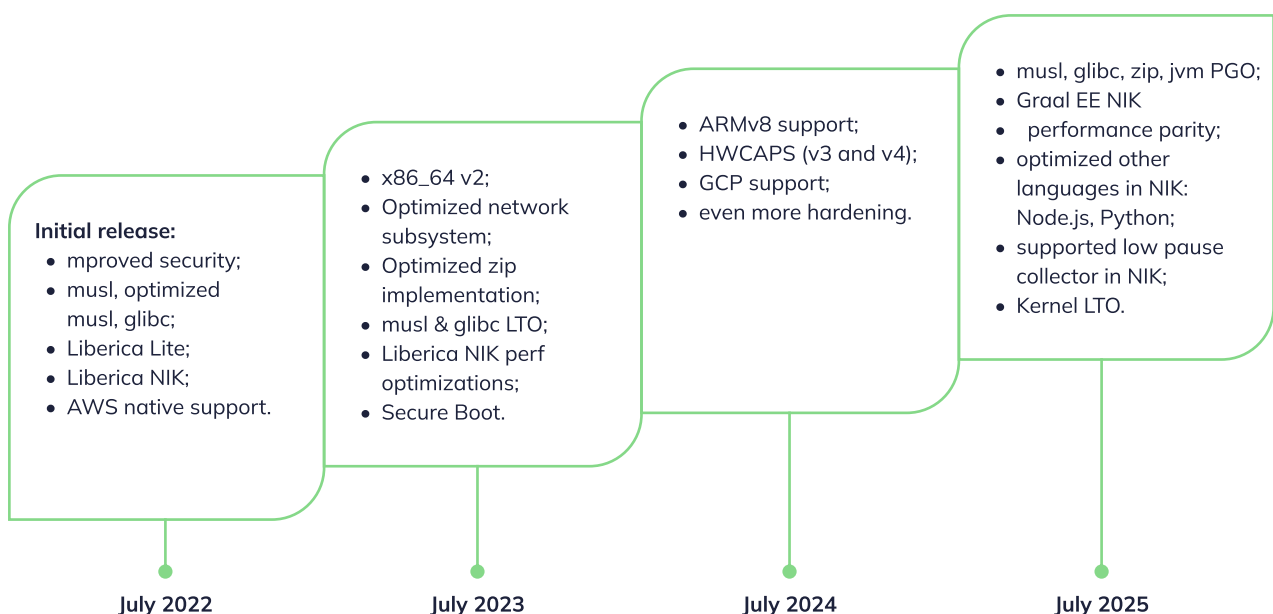 Initial release:
• mproved security;
• musl, optimized
musl, glibc;
• Liberica Lite;
• Liberica NIK;
• AWS native support.
July 2022
• x86_64 v2;
• Optimized network
subsystem;
• Optimized zip
implementation;
• musl & glibc LTO;
• Liberica NIK perf
optimizations;
• Secure Boot.
July 2023
• ARMv8 support;
• HWCAPS (v3 and v4);
• GCP support;
• even more hardening.
July 2024
• musl, glibc, zip, jvm PGO;
• Graal EE NIK
• performance parity;
• optimized other
languages in NIK:
Node.js, Python;
• supported low pause
collector in NIK;
• Kernel LTO.
July 2025